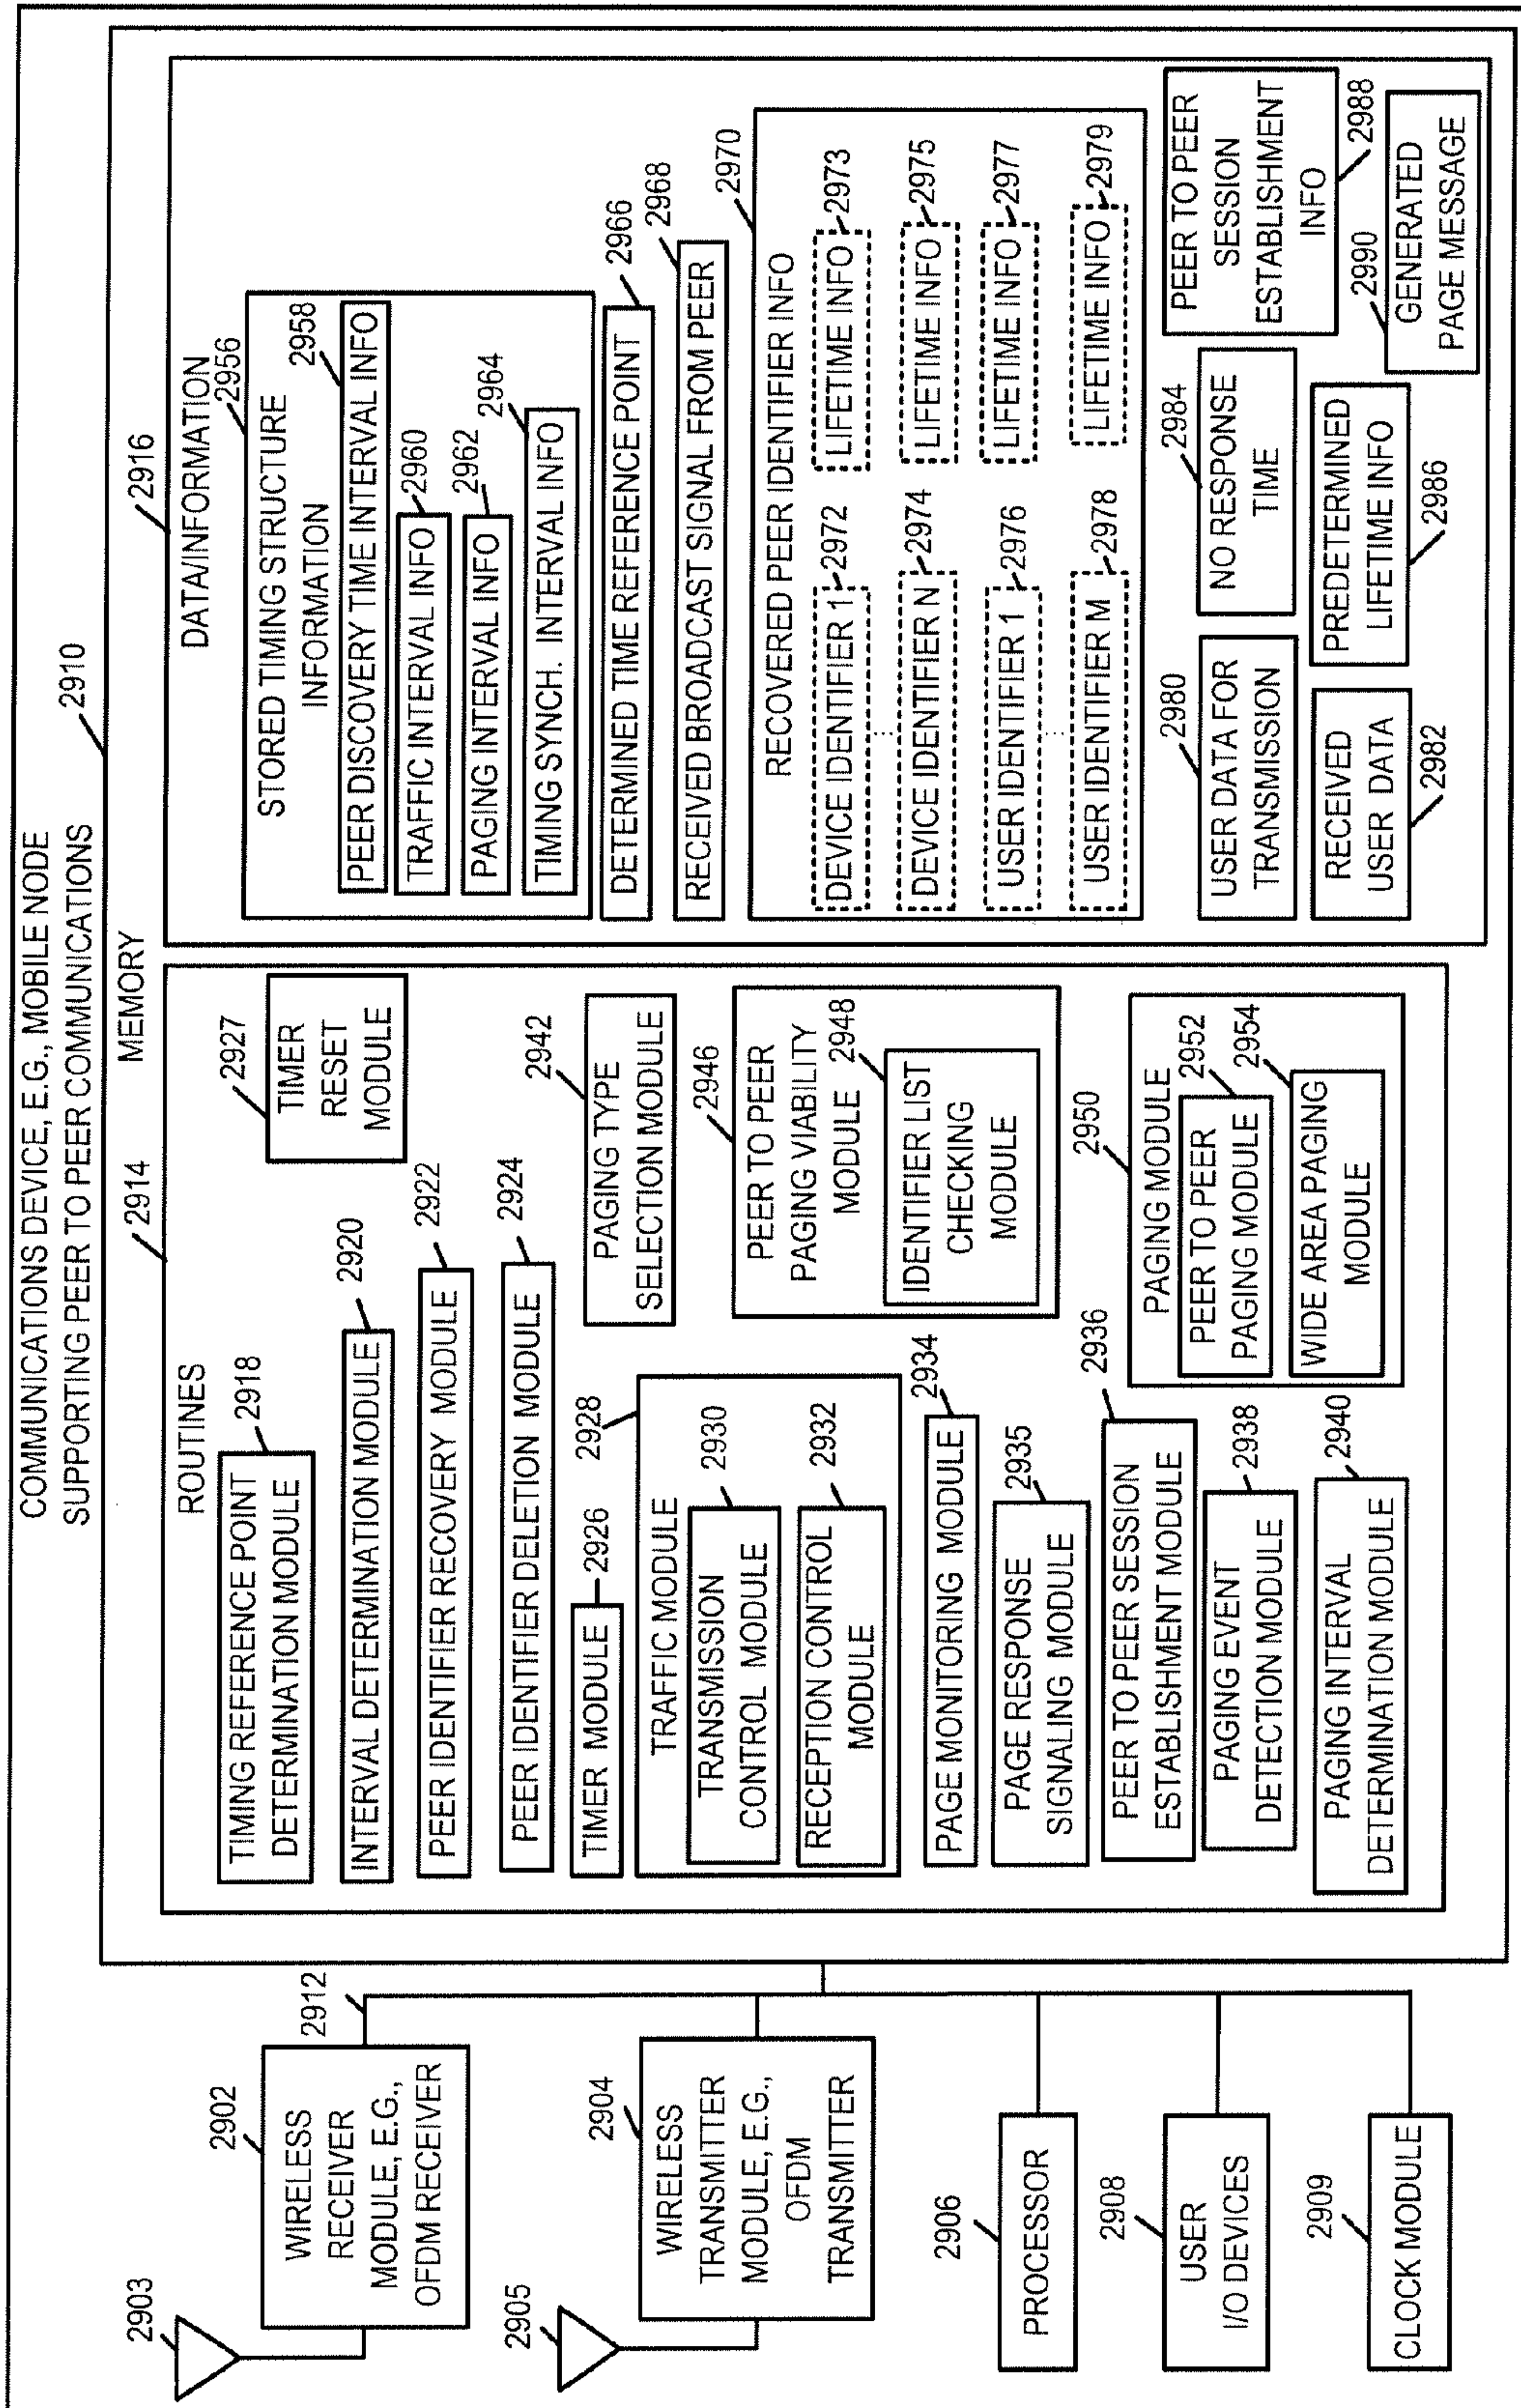 COMMUNICATIONS DEVICE, E.G., MOBILE NODE
SUPPORTING PEER TO PEER COMMUNICATIONS
2903
2902
WIRELESS
RECEIVER
MODULE, E.G.,
OFDM RECEIVER
2912
2905
2904
WIRELESS
TRANSMITTER
MODULE, E.G.,
OFDM
TRANSMITTER
2906
PROCESSOR
2908
USER
I/O DEVICES
2909
CLOCK MODULE
2910
MEMORY
2914
ROUTINES
2918
TIMING REFERENCE POINT
DETERMINATION MODULE
2920
INTERVAL DETERMINATION MODULE
2922
PEER IDENTIFIER RECOVERY MODULE
2924
PEER IDENTIFIER DELETION MODULE
TIMER MODULE
2926
2927
TIMER
RESET
MODULE
2928
TRAFFIC MODULE
2930
TRANSMISSION
CONTROL MODULE
2932
RECEPTION CONTROL
MODULE
2934
PAGE MONITORING MODULE
2935
PAGE RESPONSE
SIGNALING MODULE
2936
PEER TO PEER SESSION
ESTABLISHMENT MODULE
2938
PAGING EVENT
DETECTION MODULE
2940
PAGING INTERVAL
DETERMINATION MODULE
2942
PAGING TYPE
SELECTION MODULE
2946
PEER TO PEER
PAGING VIABILITY
MODULE
2948
IDENTIFIER LIST
CHECKING
MODULE
2950
PAGING MODULE
2952
PEER TO PEER
PAGING MODULE
2954
WIDE AREA PAGING
MODULE
2916
DATA/INFORMATION
2956
STORED TIMING STRUCTURE
INFORMATION
2958
PEER DISCOVERY TIME INTERVAL INFO
2960
TRAFFIC INTERVAL INFO
2962
PAGING INTERVAL INFO
2964
TIMING SYNCH. INTERVAL INFO
2966
DETERMINED TIME REFERENCE POINT
2968
RECEIVED BROADCAST SIGNAL FROM PEER
2970
RECOVERED PEER IDENTIFIER INFO
DEVICE IDENTIFIER 1
2972
LIFETIME INFO
2973
DEVICE IDENTIFIER N
2974
LIFETIME INFO
2975
USER IDENTIFIER 1
2976
LIFETIME INFO
2977
USER IDENTIFIER M
2978
LIFETIME INFO
2979
2980
USER DATA FOR
TRANSMISSION
RECEIVED
USER DATA
2982
2984
NO RESPONSE
TIME
PREDETERMINED
LIFETIME INFO
2986
PEER TO PEER
SESSION
ESTABLISHMENT
INFO
2988
2990
GENERATED
PAGE MESSAGE